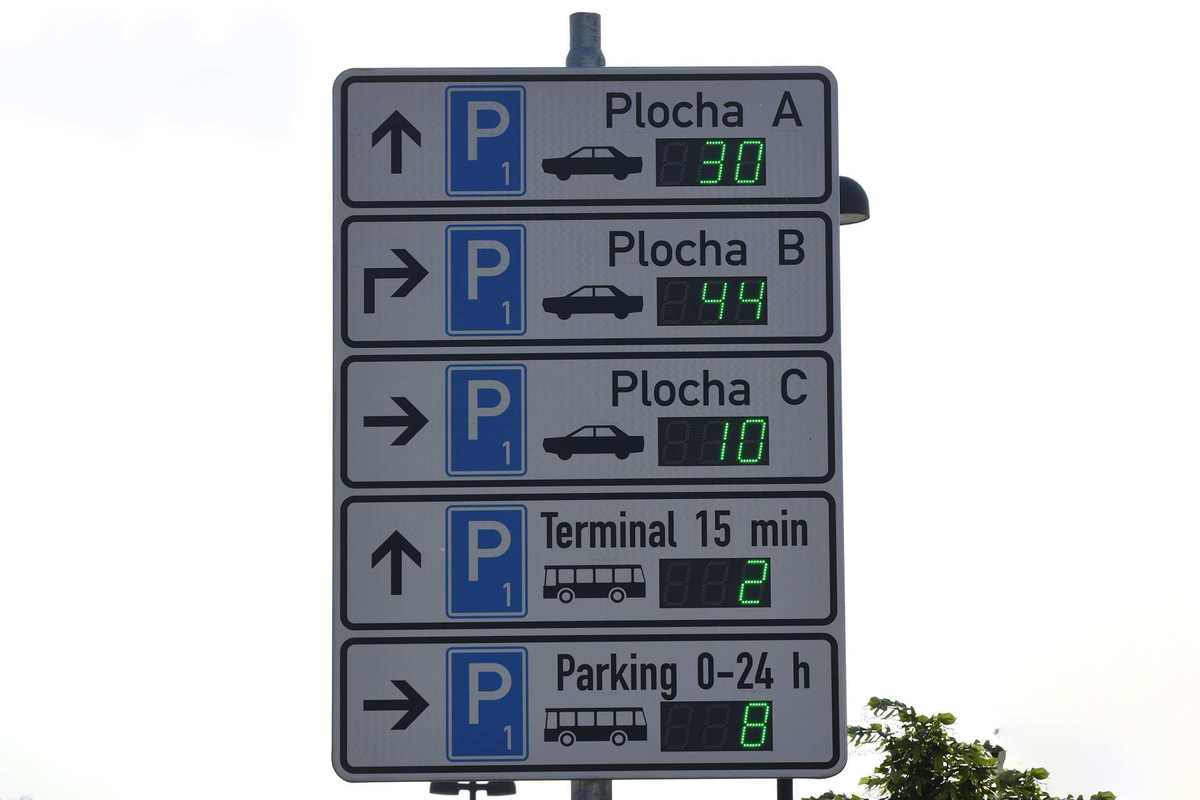 P Plocha A
1 30
P Plocha B
1 44
P Plocha C
1 10
P Terminal 15 min
1 2
P Parking 0-24 h
1 8